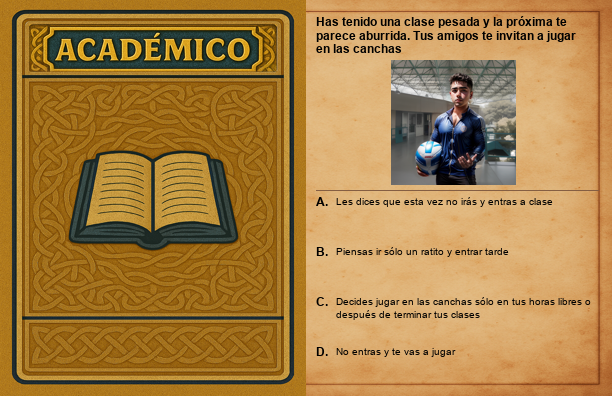 ACADÉMICO
Has tenido una clase pesada y la próxima te
parece aburrida. Tus amigos te invitan a jugar
en las canchas
A. Les dices que esta vez no irás y entras a clase
B. Piensas ir sólo un ratito y entrar tarde
C. Decides jugar en las canchas sólo en tus horas libres o
después de terminar tus clases
D. No entras y te vas a jugar